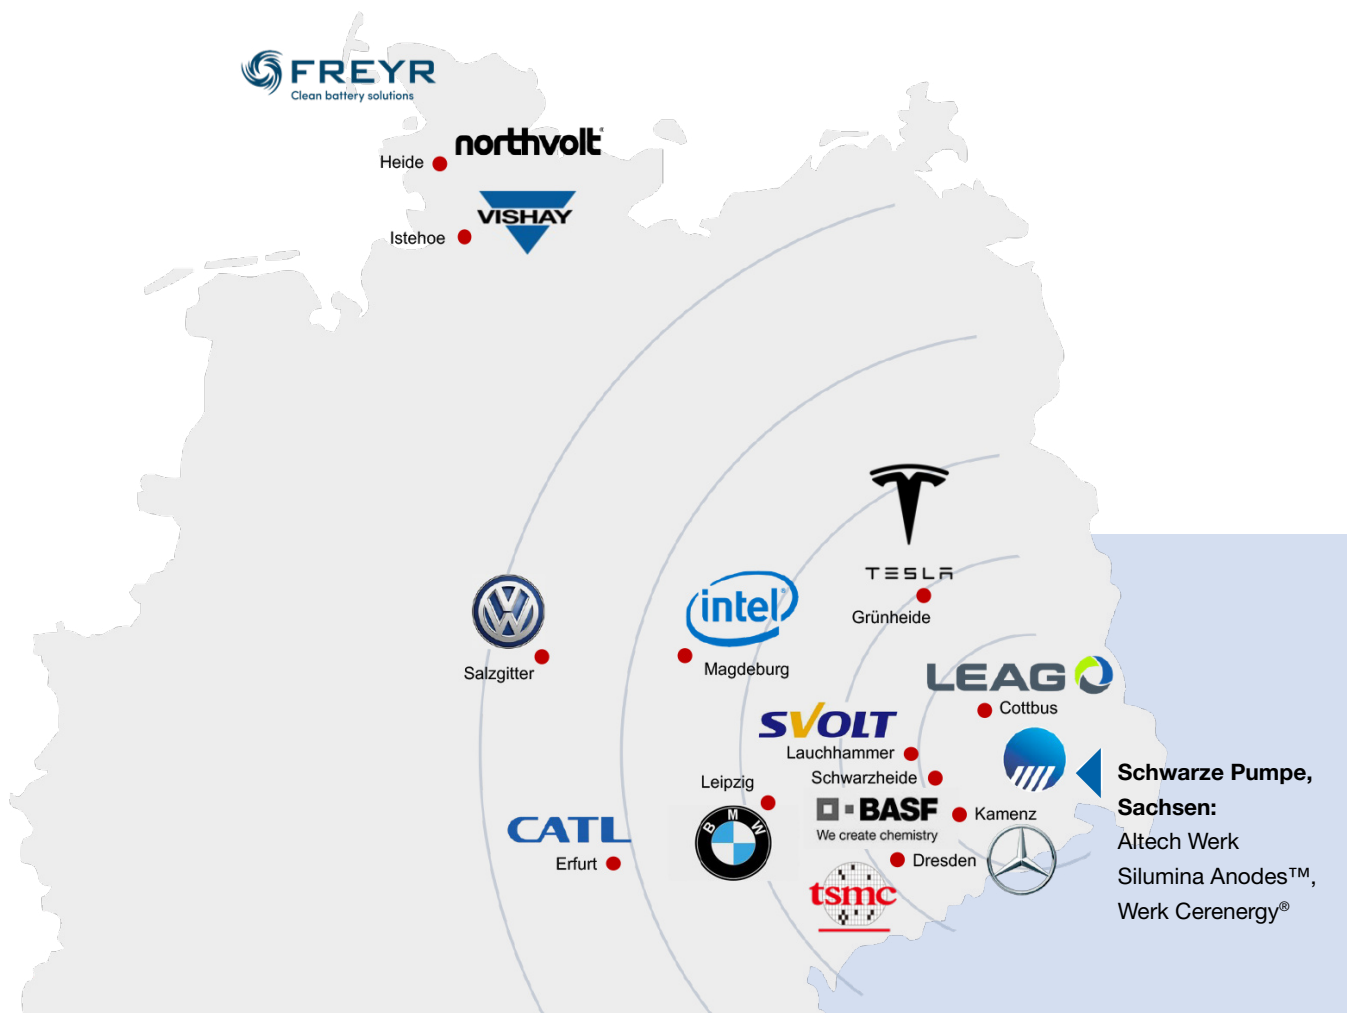 FREYR
Clean battery solutions
northvolt®
Heide
VISHAY
Istehoe
TESLA
Grünheide
intel®
Salzgitter
Magdeburg
LEAG
Cottbus
SVOLT
Lauchhammer
Schwarzheide
Leipzig
BASF
We create chemistry
Kamenz
BMW
CATL
Erfurt
Dresden
tsmc
Schwarze Pumpe,
Sachsen:
Altech Werk
Silumina Anodes™,
Werk Cerenergy®